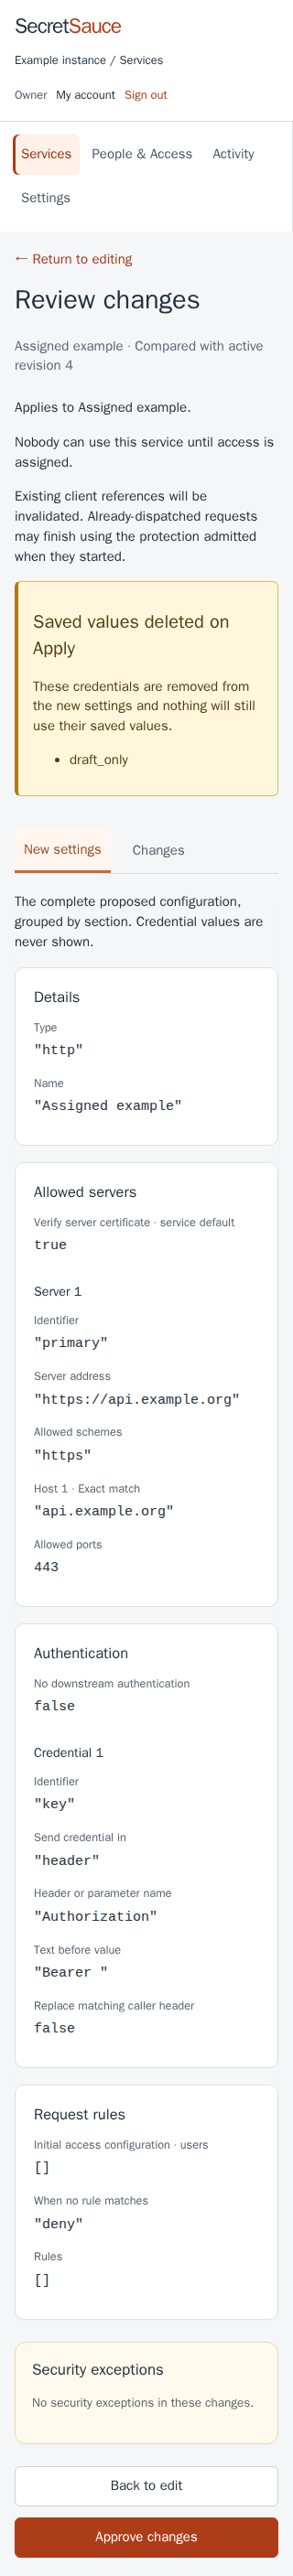 SecretSauce
Example instance / Services
Owner My account Sign out
Services People & Access Activity
Settings
← Return to editing
Review changes
Assigned example · Compared with active
revision 4
Applies to Assigned example.
Nobody can use this service until access is
assigned.
Existing client references will be
invalidated. Already-dispatched requests
may finish using the protection admitted
when they started.
Saved values deleted on
Apply
These credentials are removed from
the new settings and nothing will still
use their saved values.
• draft_only
New settings Changes
The complete proposed configuration,
grouped by section. Credential values are
never shown.
Details
Type
"http"
Name
"Assigned example"
Allowed servers
Verify server certificate · service default
true
Server 1
Identifier
"primary"
Server address
"https://api.example.org"
Allowed schemes
"https"
Host 1 · Exact match
"api.example.org"
Allowed ports
443
Authentication
No downstream authentication
false
Credential 1
Identifier
"key"
Send credential in
"header"
Header or parameter name
"Authorization"
Text before value
"Bearer "
Replace matching caller header
false
Request rules
Initial access configuration · users
[]
When no rule matches
"deny"
Rules
[]
Security exceptions
No security exceptions in these changes.
Back to edit
Approve changes